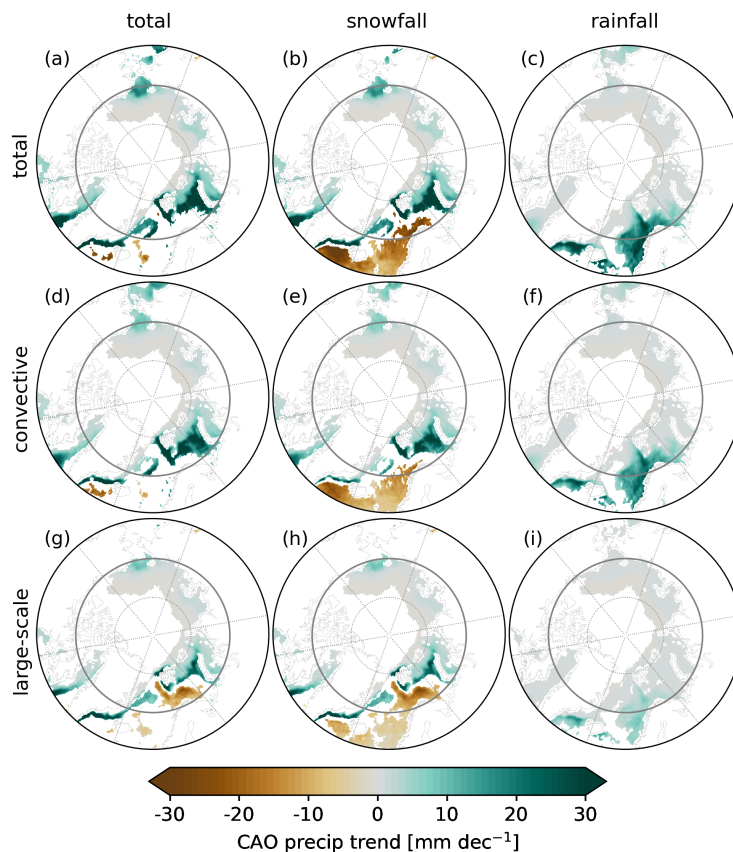 total snowfall rainfall
(a) (b) (c)
total
(d) (e) (f)
convective
(g) (h) (i)
large-scale
-30 -20 -10 0 10 20 30
CAO precip trend [mm dec⁻¹]